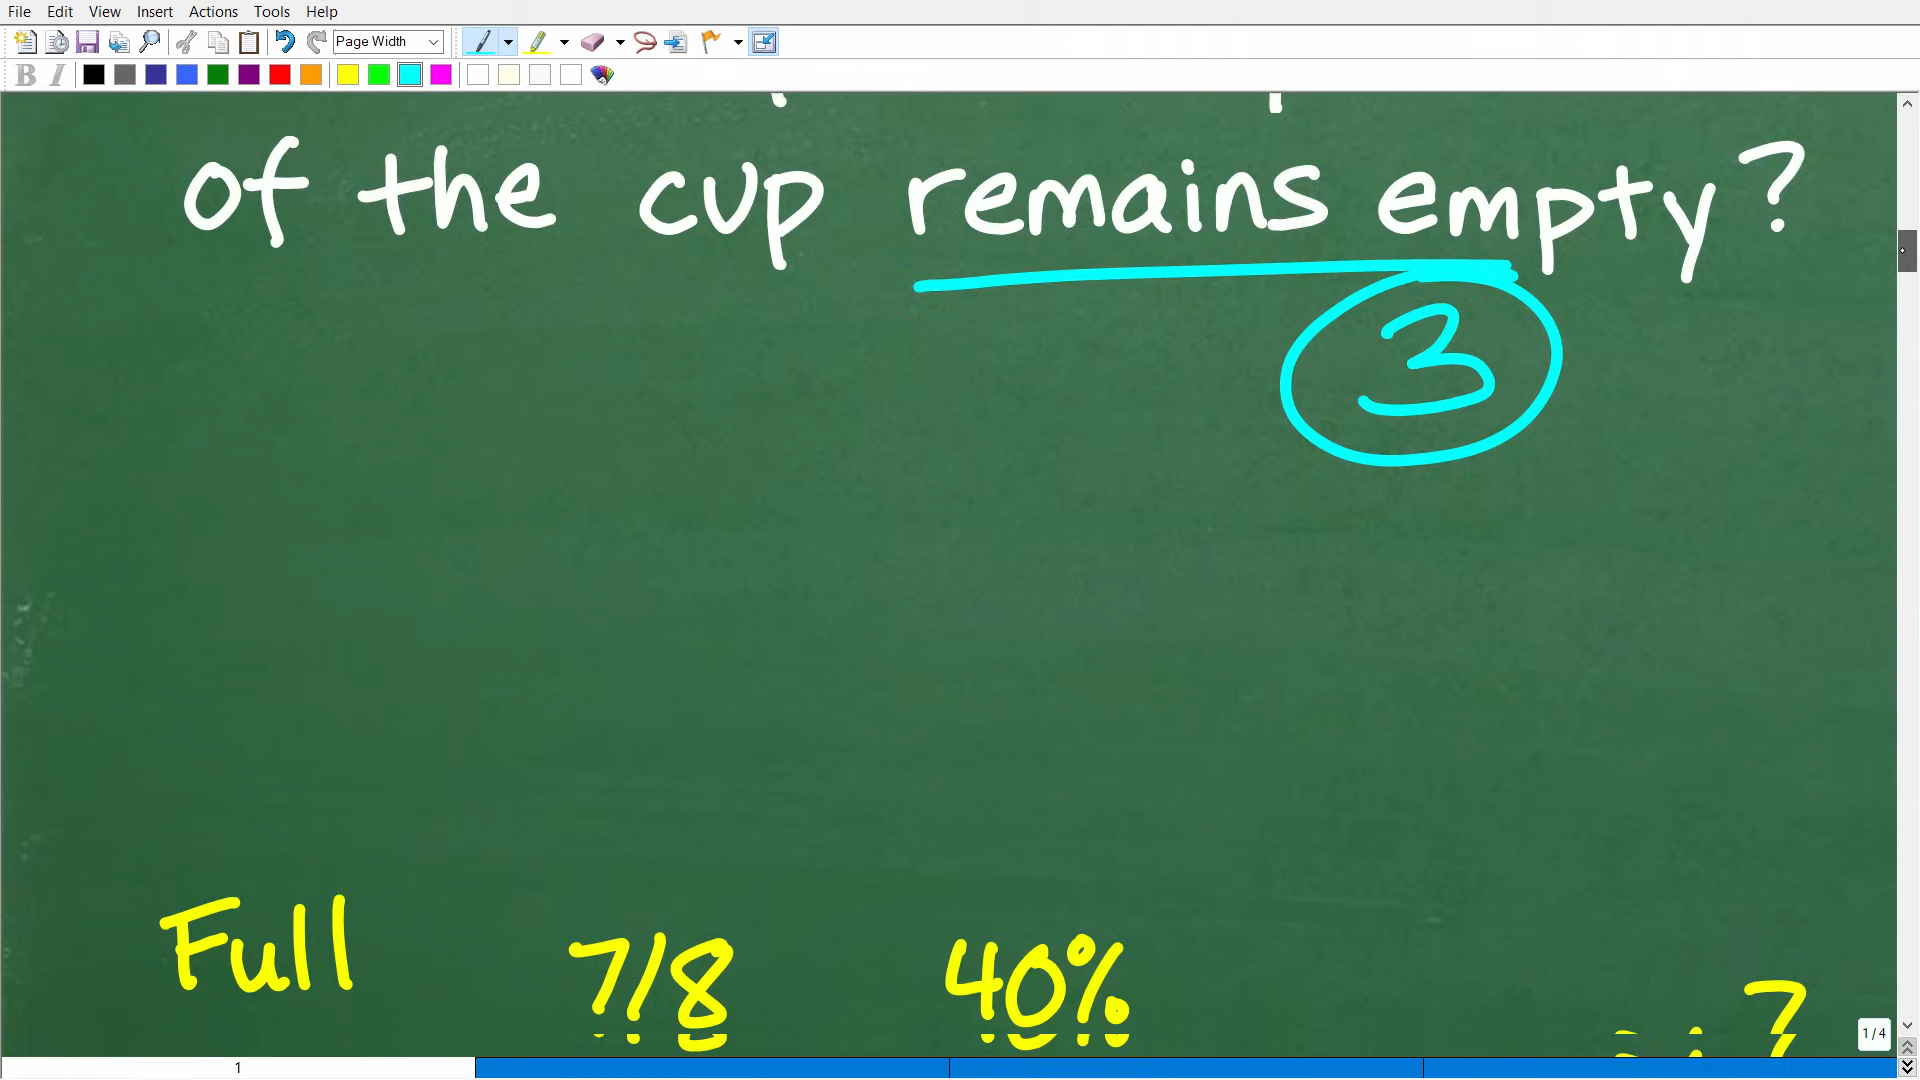 File Edit View Insert Actions Tools Help
Page Width
B I
of the cup remains empty?
3
Full 7/8 40% ?
1 / 4
1